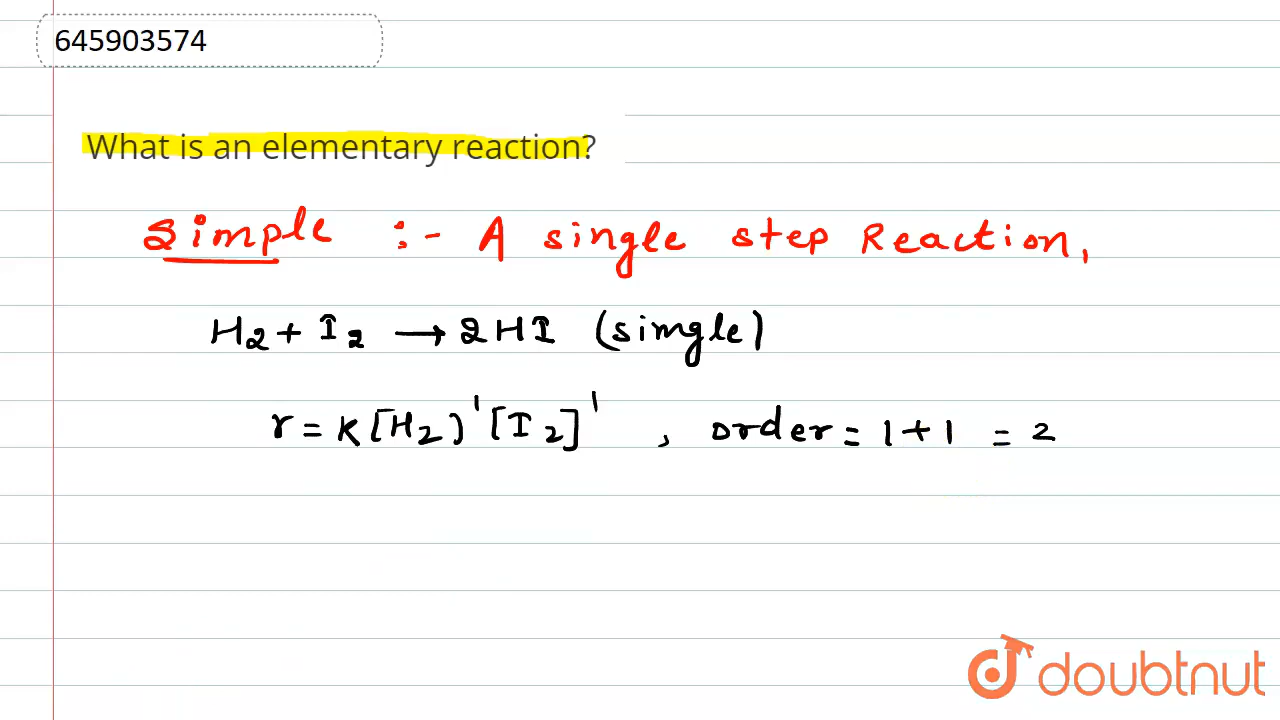 645903574
What is an elementary reaction?
Simple :- A single step Reaction,
H2 + I2 → 2HI (simgle)
r = K[H2)^1 [I2]^1 , order = 1 + 1 = 2
doubtnut